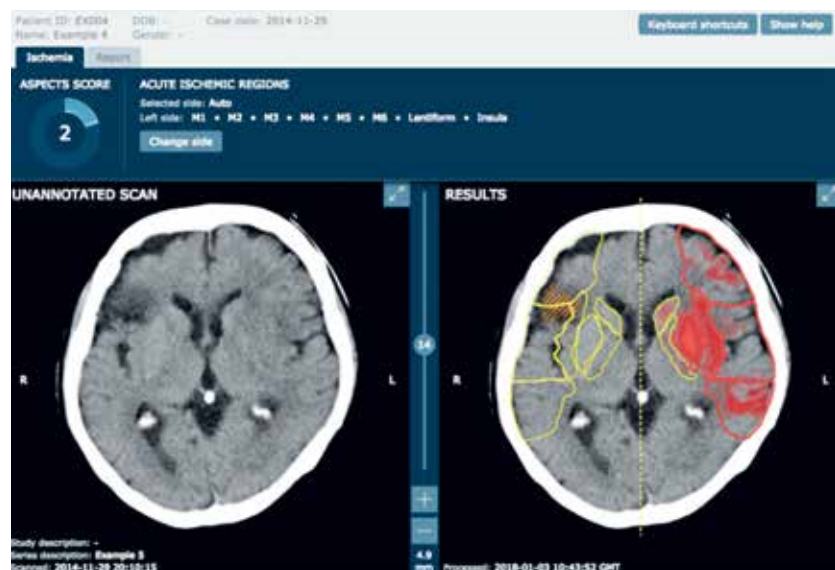 Patient ID: EX004 DOB: - Case date: 2014-11-29
Name: Example 4 Gender: -
Keyboard shortcuts Show help
Ischemia Report
ASPECTS SCORE
2
ACUTE ISCHEMIC REGIONS
Selected side: Auto
Left side: M1 • M2 • M3 • M4 • M5 • M6 • Lentiform • Insula
Change side
UNANNOTATED SCAN
RESULTS
R
L
14
R
L
+
−
4.9
mm
Study description: -
Series description: Example 5
Scanned: 2014-11-29 20:10:15
Processed: 2018-01-03 10:43:52 GMT